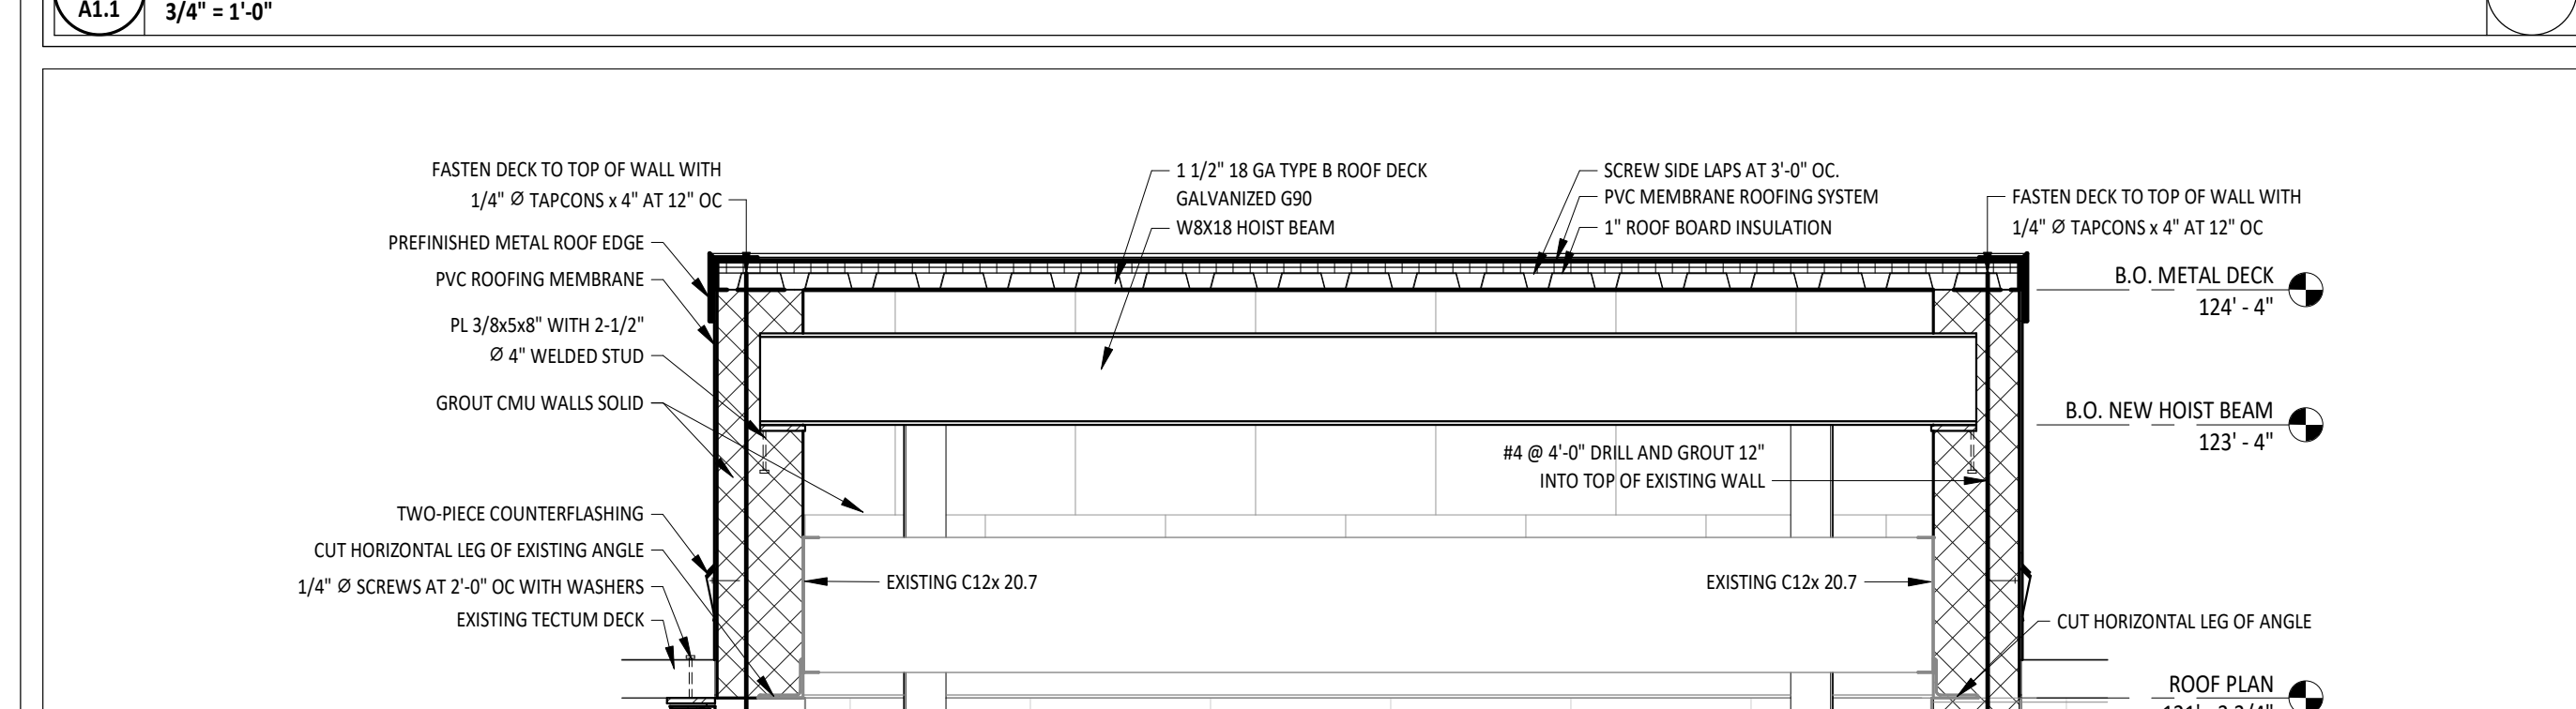 A1.1
3/4" = 1'-0"
FASTEN DECK TO TOP OF WALL WITH
1/4" Ø TAPCONS x 4" AT 12" OC
PREFINISHED METAL ROOF EDGE
PVC ROOFING MEMBRANE
PL 3/8x5x8" WITH 2-1/2"
Ø 4" WELDED STUD
GROUT CMU WALLS SOLID
TWO-PIECE COUNTERFLASHING
CUT HORIZONTAL LEG OF EXISTING ANGLE
1/4" Ø SCREWS AT 2'-0" OC WITH WASHERS
EXISTING TECTUM DECK
1 1/2" 18 GA TYPE B ROOF DECK
GALVANIZED G90
W8X18 HOIST BEAM
SCREW SIDE LAPS AT 3'-0" OC.
PVC MEMBRANE ROOFING SYSTEM
1" ROOF BOARD INSULATION
#4 @ 4'-0" DRILL AND GROUT 12"
INTO TOP OF EXISTING WALL
EXISTING C12x 20.7
EXISTING C12x 20.7
FASTEN DECK TO TOP OF WALL WITH
1/4" Ø TAPCONS x 4" AT 12" OC
B.O. METAL DECK
124' - 4"
B.O. NEW HOIST BEAM
123' - 4"
CUT HORIZONTAL LEG OF ANGLE
ROOF PLAN